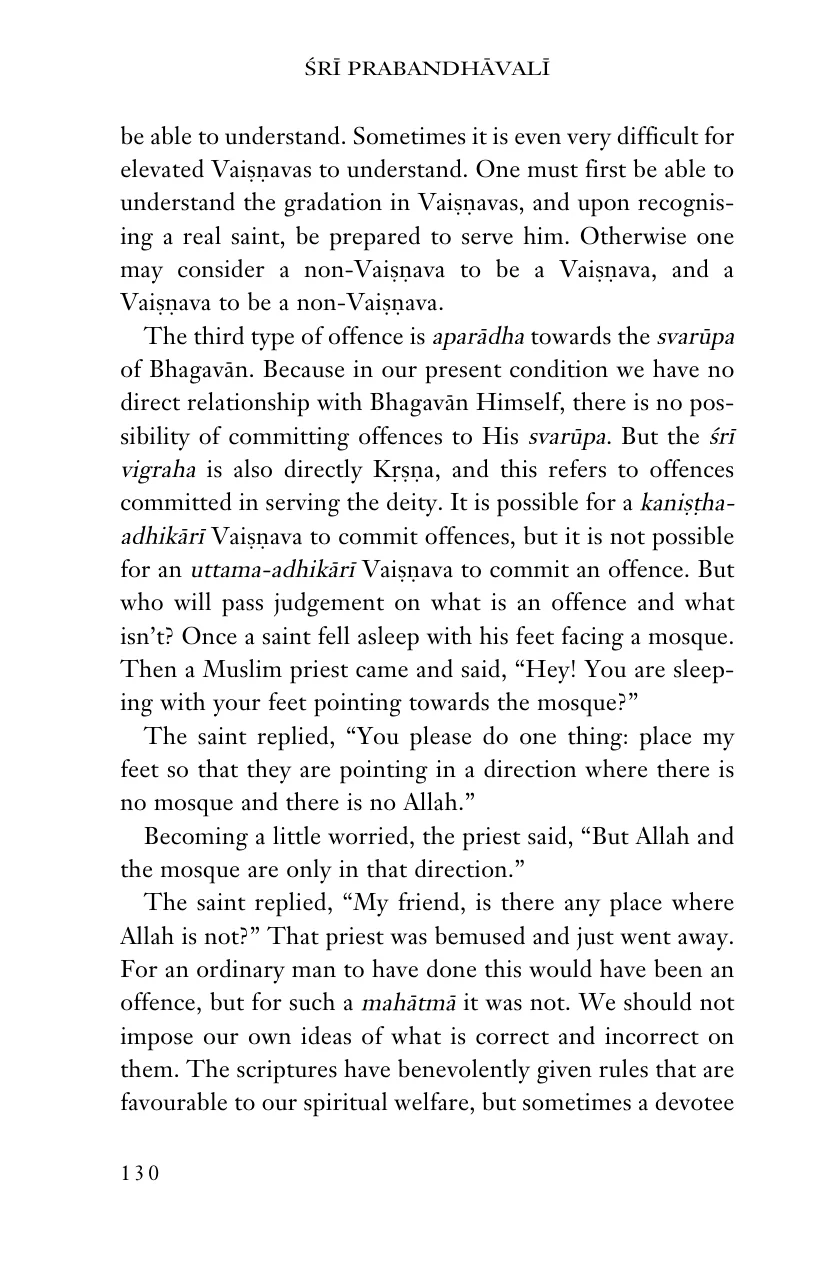 ŚRĪ PRABANDHĀVALĪ
be able to understand. Sometimes it is even very difficult for
elevated Vaiṣṇavas to understand. One must first be able to
understand the gradation in Vaiṣṇavas, and upon recognis-
ing a real saint, be prepared to serve him. Otherwise one
may consider a non-Vaiṣṇava to be a Vaiṣṇava, and a
Vaiṣṇava to be a non-Vaiṣṇava.
The third type of offence is aparādha towards the svarūpa
of Bhagavān. Because in our present condition we have no
direct relationship with Bhagavān Himself, there is no pos-
sibility of committing offences to His svarūpa. But the śrī
vigraha is also directly Kṛṣṇa, and this refers to offences
committed in serving the deity. It is possible for a kaniṣṭha-
adhikārī Vaiṣṇava to commit offences, but it is not possible
for an uttama-adhikārī Vaiṣṇava to commit an offence. But
who will pass judgement on what is an offence and what
isn’t? Once a saint fell asleep with his feet facing a mosque.
Then a Muslim priest came and said, “Hey! You are sleep-
ing with your feet pointing towards the mosque?”
The saint replied, “You please do one thing: place my
feet so that they are pointing in a direction where there is
no mosque and there is no Allah.”
Becoming a little worried, the priest said, “But Allah and
the mosque are only in that direction.”
The saint replied, “My friend, is there any place where
Allah is not?” That priest was bemused and just went away.
For an ordinary man to have done this would have been an
offence, but for such a mahātmā it was not. We should not
impose our own ideas of what is correct and incorrect on
them. The scriptures have benevolently given rules that are
favourable to our spiritual welfare, but sometimes a devotee
130